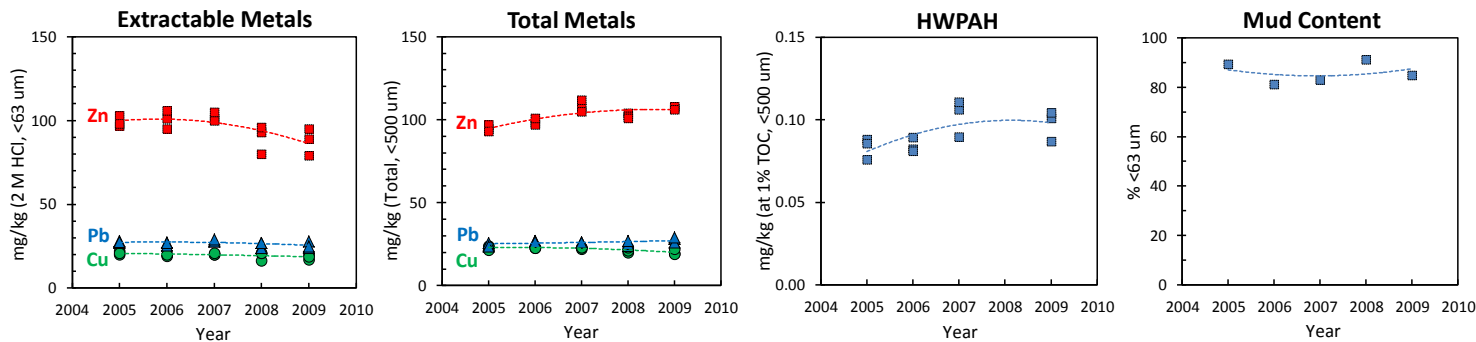 Extractable Metals
mg/kg (2 M HCl, <63 um)
150
100
50
0
Zn
Pb
Cu
2004 2005 2006 2007 2008 2009 2010
Year
Total Metals
mg/kg (Total, <500 um)
150
100
50
0
Zn
Pb
Cu
2004 2005 2006 2007 2008 2009 2010
Year
HWPAH
mg/kg (at 1% TOC, <500 um)
0.15
0.10
0.05
0.00
2004 2005 2006 2007 2008 2009 2010
Year
Mud Content
% <63 um
100
80
60
40
20
0
2004 2005 2006 2007 2008 2009 2010
Year